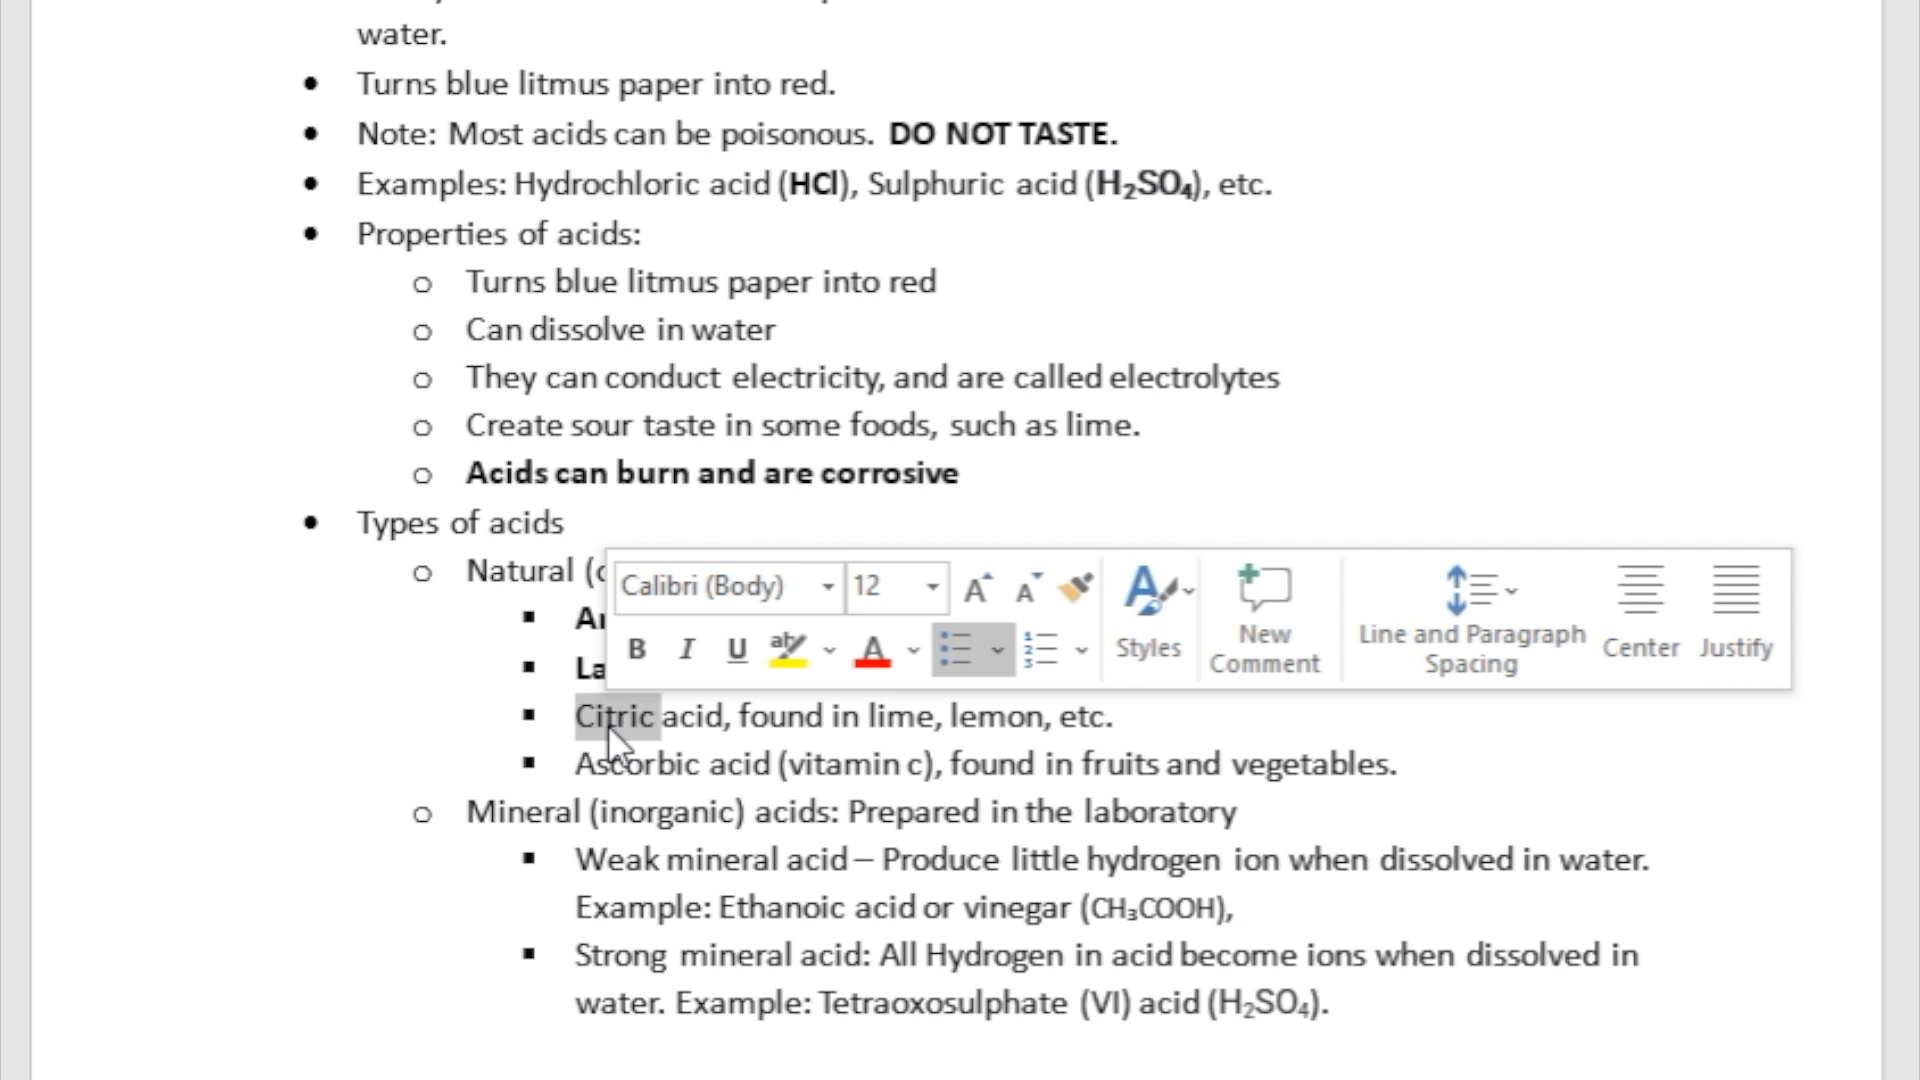 water.
• Turns blue litmus paper into red.
• Note: Most acids can be poisonous. DO NOT TASTE.
• Examples: Hydrochloric acid (HCl), Sulphuric acid (H₂SO₄), etc.
• Properties of acids:
o Turns blue litmus paper into red
o Can dissolve in water
o They can conduct electricity, and are called electrolytes
o Create sour taste in some foods, such as lime.
o Acids can burn and are corrosive
• Types of acids
o Natural
Calibri (Body) 12
B I U ab A
Styles
New Comment
Line and Paragraph Spacing
Center
Justify
▪ Citric acid, found in lime, lemon, etc.
▪ Ascorbic acid (vitamin c), found in fruits and vegetables.
o Mineral (inorganic) acids: Prepared in the laboratory
▪ Weak mineral acid – Produce little hydrogen ion when dissolved in water.
Example: Ethanoic acid or vinegar (CH₃COOH),
▪ Strong mineral acid: All Hydrogen in acid become ions when dissolved in
water. Example: Tetraoxosulphate (VI) acid (H₂SO₄).